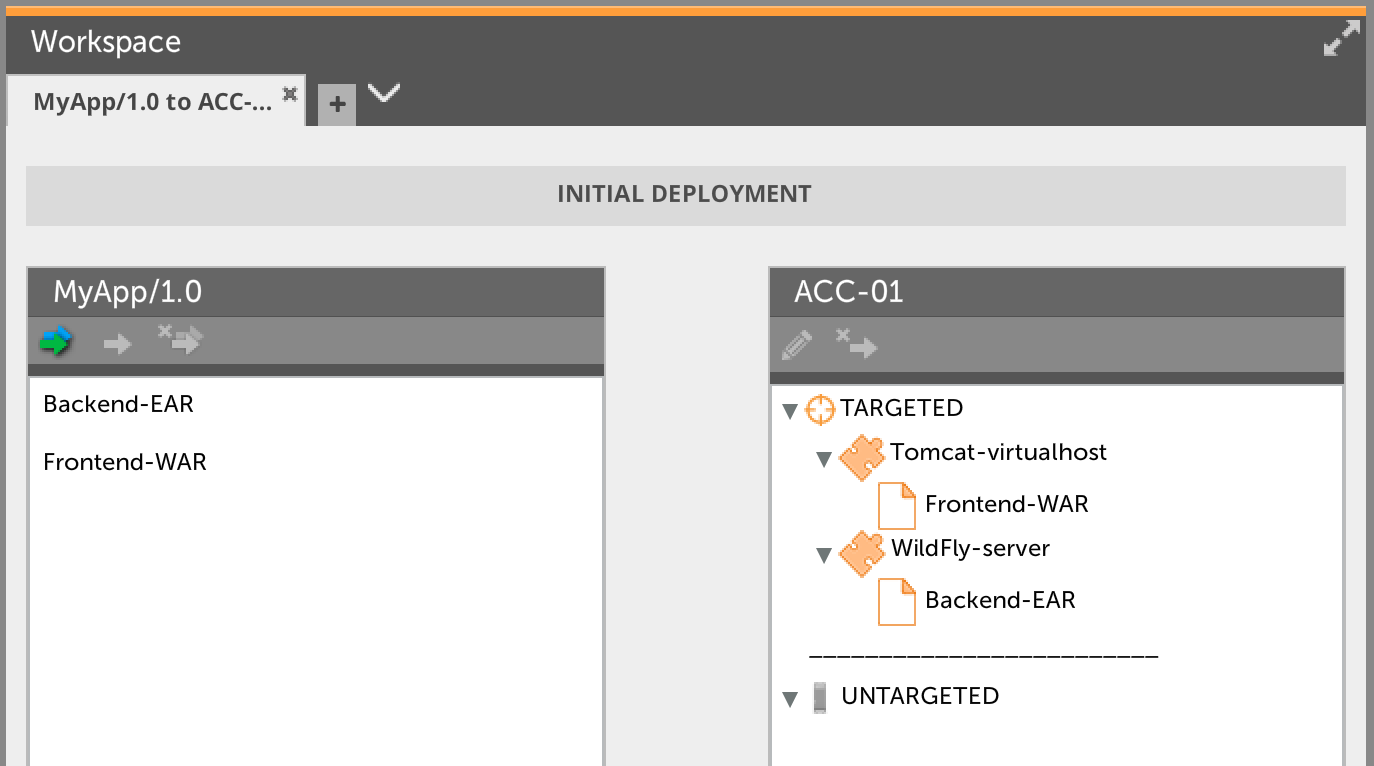 Workspace
MyApp/1.0 to ACC-...
+
INITIAL DEPLOYMENT
MyApp/1.0
Backend-EAR
Frontend-WAR
ACC-01
TARGETED
Tomcat-virtualhost
Frontend-WAR
WildFly-server
Backend-EAR
_________________________
UNTARGETED